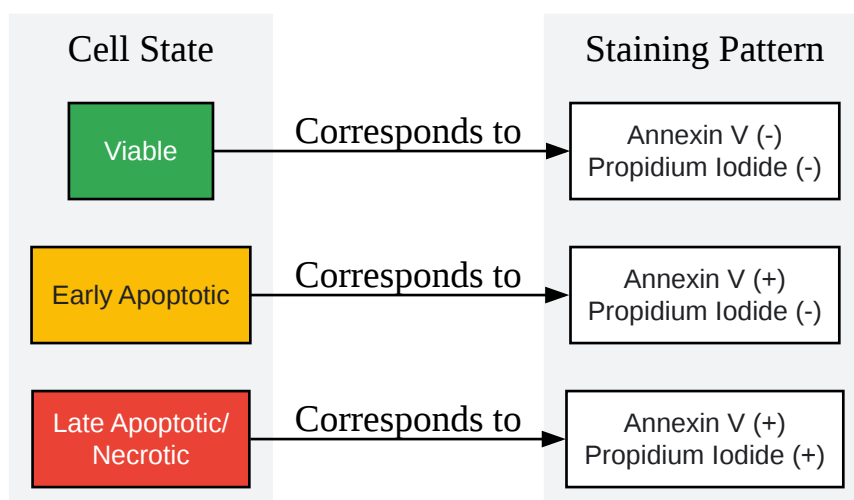 Cell State
Staining Pattern
Viable
Corresponds to
Annexin V (-)
Propidium Iodide (-)
Early Apoptotic
Corresponds to
Annexin V (+)
Propidium Iodide (-)
Late Apoptotic/
Necrotic
Corresponds to
Annexin V (+)
Propidium Iodide (+)